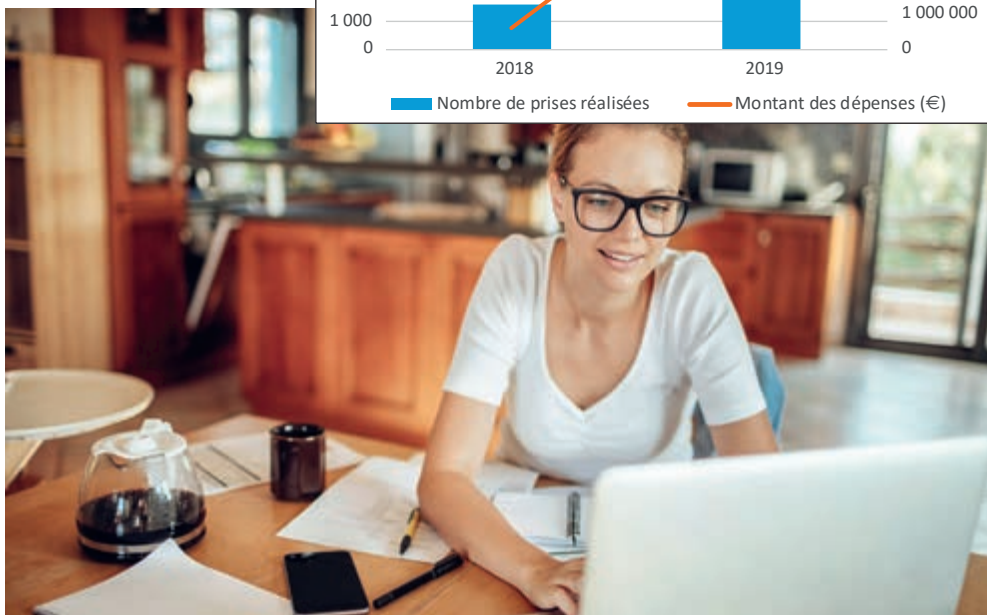 1 000
1 000 000
0
0
2018
2019
Nombre de prises réalisées
Montant des dépenses (€)